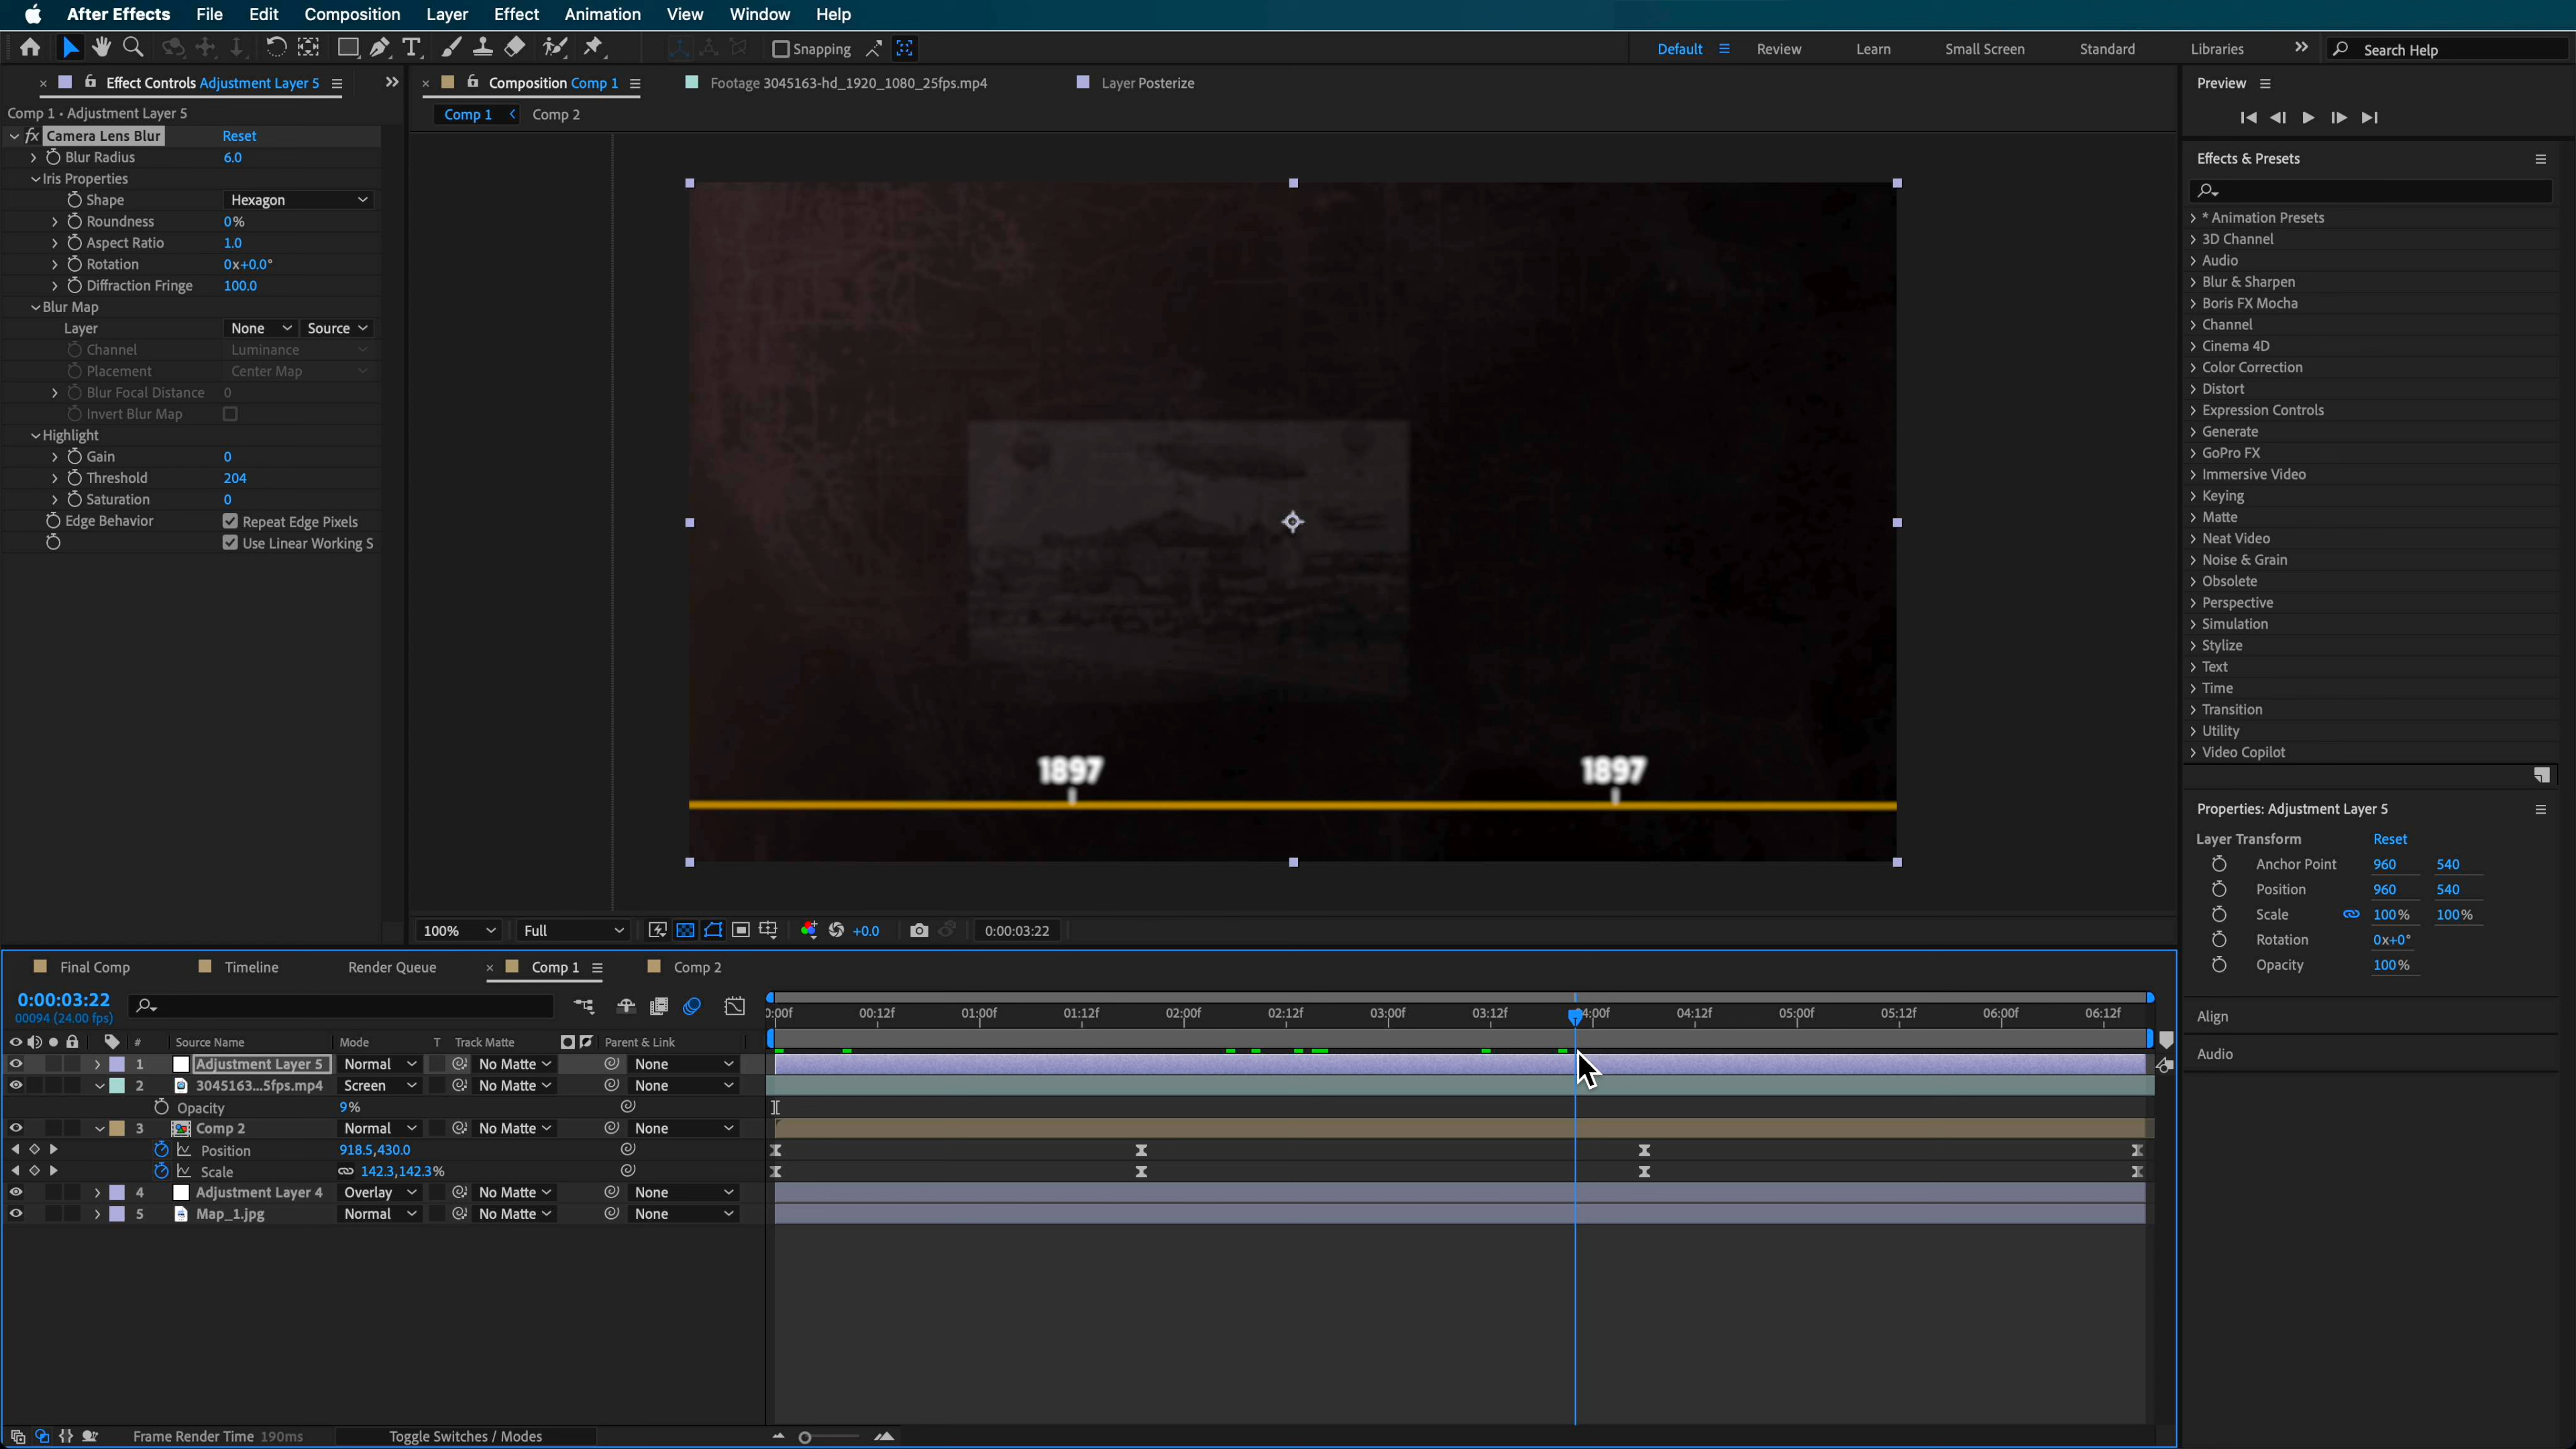 After Effects File Edit Composition Layer Effect Animation View Window Help
Snapping Default Review Learn Small Screen Standard Libraries Search Help
Effect Controls Adjustment Layer 5
Comp 1 • Adjustment Layer 5
fx Camera Lens Blur Reset
Blur Radius 6.0
Iris Properties
Shape Hexagon
Roundness 0%
Aspect Ratio 1.0
Rotation 0x+0.0°
Diffraction Fringe 100.0
Blur Map
Layer None Source
Channel Luminance
Placement Center Map
Blur Focal Distance 0
Invert Blur Map
Highlight
Gain 0
Threshold 204
Saturation 0
Edge Behavior Repeat Edge Pixels
Use Linear Working S
Composition Comp 1 Footage 3045163-hd_1920_1080_25fps.mp4 Layer Posterize
Comp 1 Comp 2
1897 1897
100% Full +0.0 0:00:03:22
Preview
Effects & Presets
* Animation Presets
3D Channel
Audio
Blur & Sharpen
Boris FX Mocha
Channel
Cinema 4D
Color Correction
Distort
Expression Controls
Generate
GoPro FX
Immersive Video
Keying
Matte
Neat Video
Noise & Grain
Obsolete
Perspective
Simulation
Stylize
Text
Time
Transition
Utility
Video Copilot
Properties: Adjustment Layer 5
Layer Transform Reset
Anchor Point 960 540
Position 960 540
Scale 100% 100%
Rotation 0x+0°
Opacity 100%
Align
Audio
Final Comp Timeline Render Queue Comp 1 Comp 2
0:00:03:22
00094 (24.00 fps)
):00f 00:12f 01:00f 01:12f 02:00f 02:12f 03:00f 03:12f 4:00f 04:12f 05:00f 05:12f 06:00f 06:12f
# Source Name Mode T Track Matte Parent & Link
1 Adjustment Layer 5 Normal No Matte None
2 3045163...5fps.mp4 Screen No Matte None
Opacity 9%
3 Comp 2 Normal No Matte None
Position 918.5,430.0
Scale 142.3,142.3%
4 Adjustment Layer 4 Overlay No Matte None
5 Map_1.jpg Normal No Matte None
Frame Render Time 190ms Toggle Switches / Modes